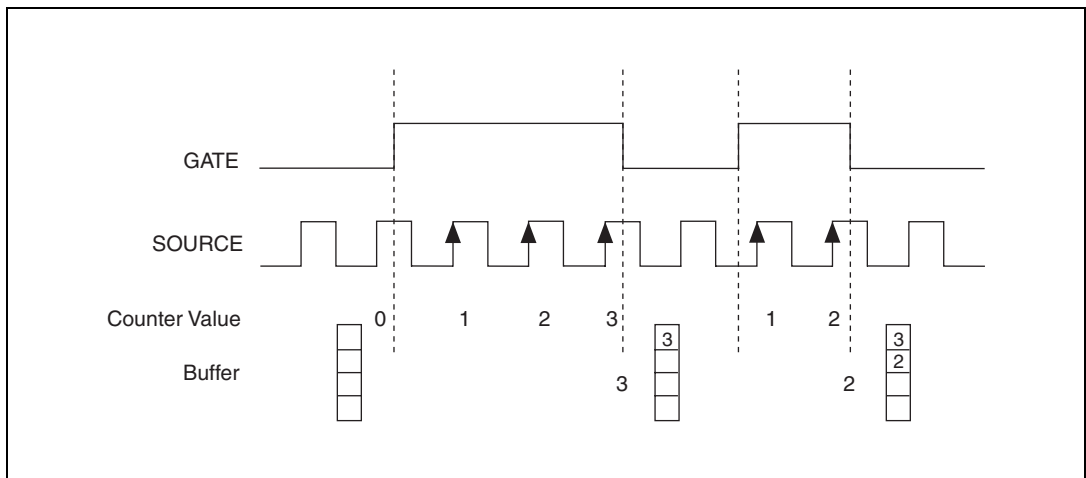 GATE
SOURCE
Counter Value 0 1 2 3 1 2
3 3
2
Buffer 3 2